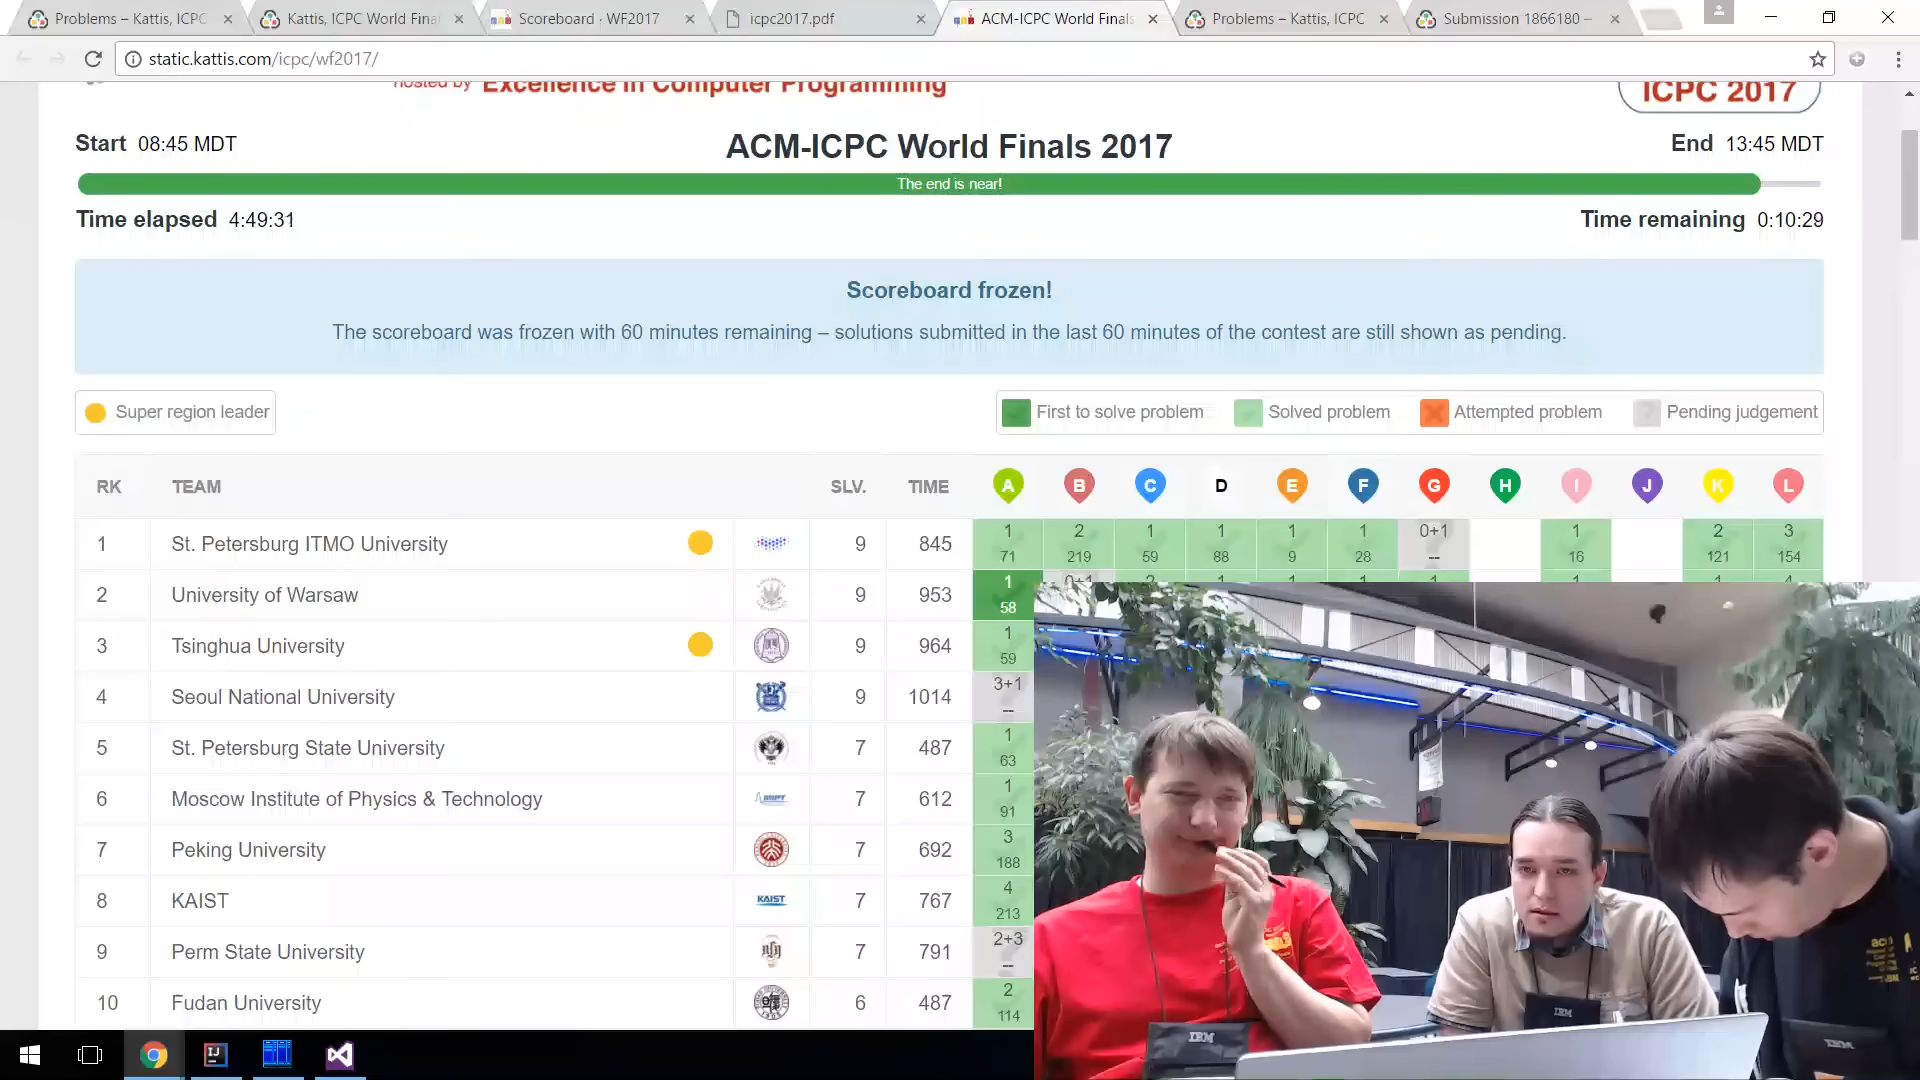 Problems – Kattis, ICPC
Kattis, ICPC World Final
Scoreboard · WF2017
icpc2017.pdf
ACM-ICPC World Finals
Problems – Kattis, ICPC
Submission 1866180 –
static.kattis.com/icpc/wf2017/
hosted by Excellence in Computer Programming
ICPC 2017
Start 08:45 MDT
ACM-ICPC World Finals 2017
End 13:45 MDT
The end is near!
Time elapsed 4:49:31
Time remaining 0:10:29
Scoreboard frozen!
The scoreboard was frozen with 60 minutes remaining – solutions submitted in the last 60 minutes of the contest are still shown as pending.
Super region leader
First to solve problem
Solved problem
Attempted problem
Pending judgement
RK TEAM SLV. TIME A B C D E F G H I J K L
1 St. Petersburg ITMO University 9 845
1 2 1 1 1 1 0+1 1 2 3
71 219 59 88 9 28 -- 16 121 154
2 University of Warsaw 9 953
1
58
3 Tsinghua University 9 964
1
59
4 Seoul National University 9 1014
3+1
--
5 St. Petersburg State University 7 487
1
63
6 Moscow Institute of Physics & Technology 7 612
1
91
7 Peking University 7 692
3
188
8 KAIST KAIST 7 767
4
213
9 Perm State University 7 791
2+3
--
10 Fudan University 6 487
2
114
IBM
IBM
IBM
acm